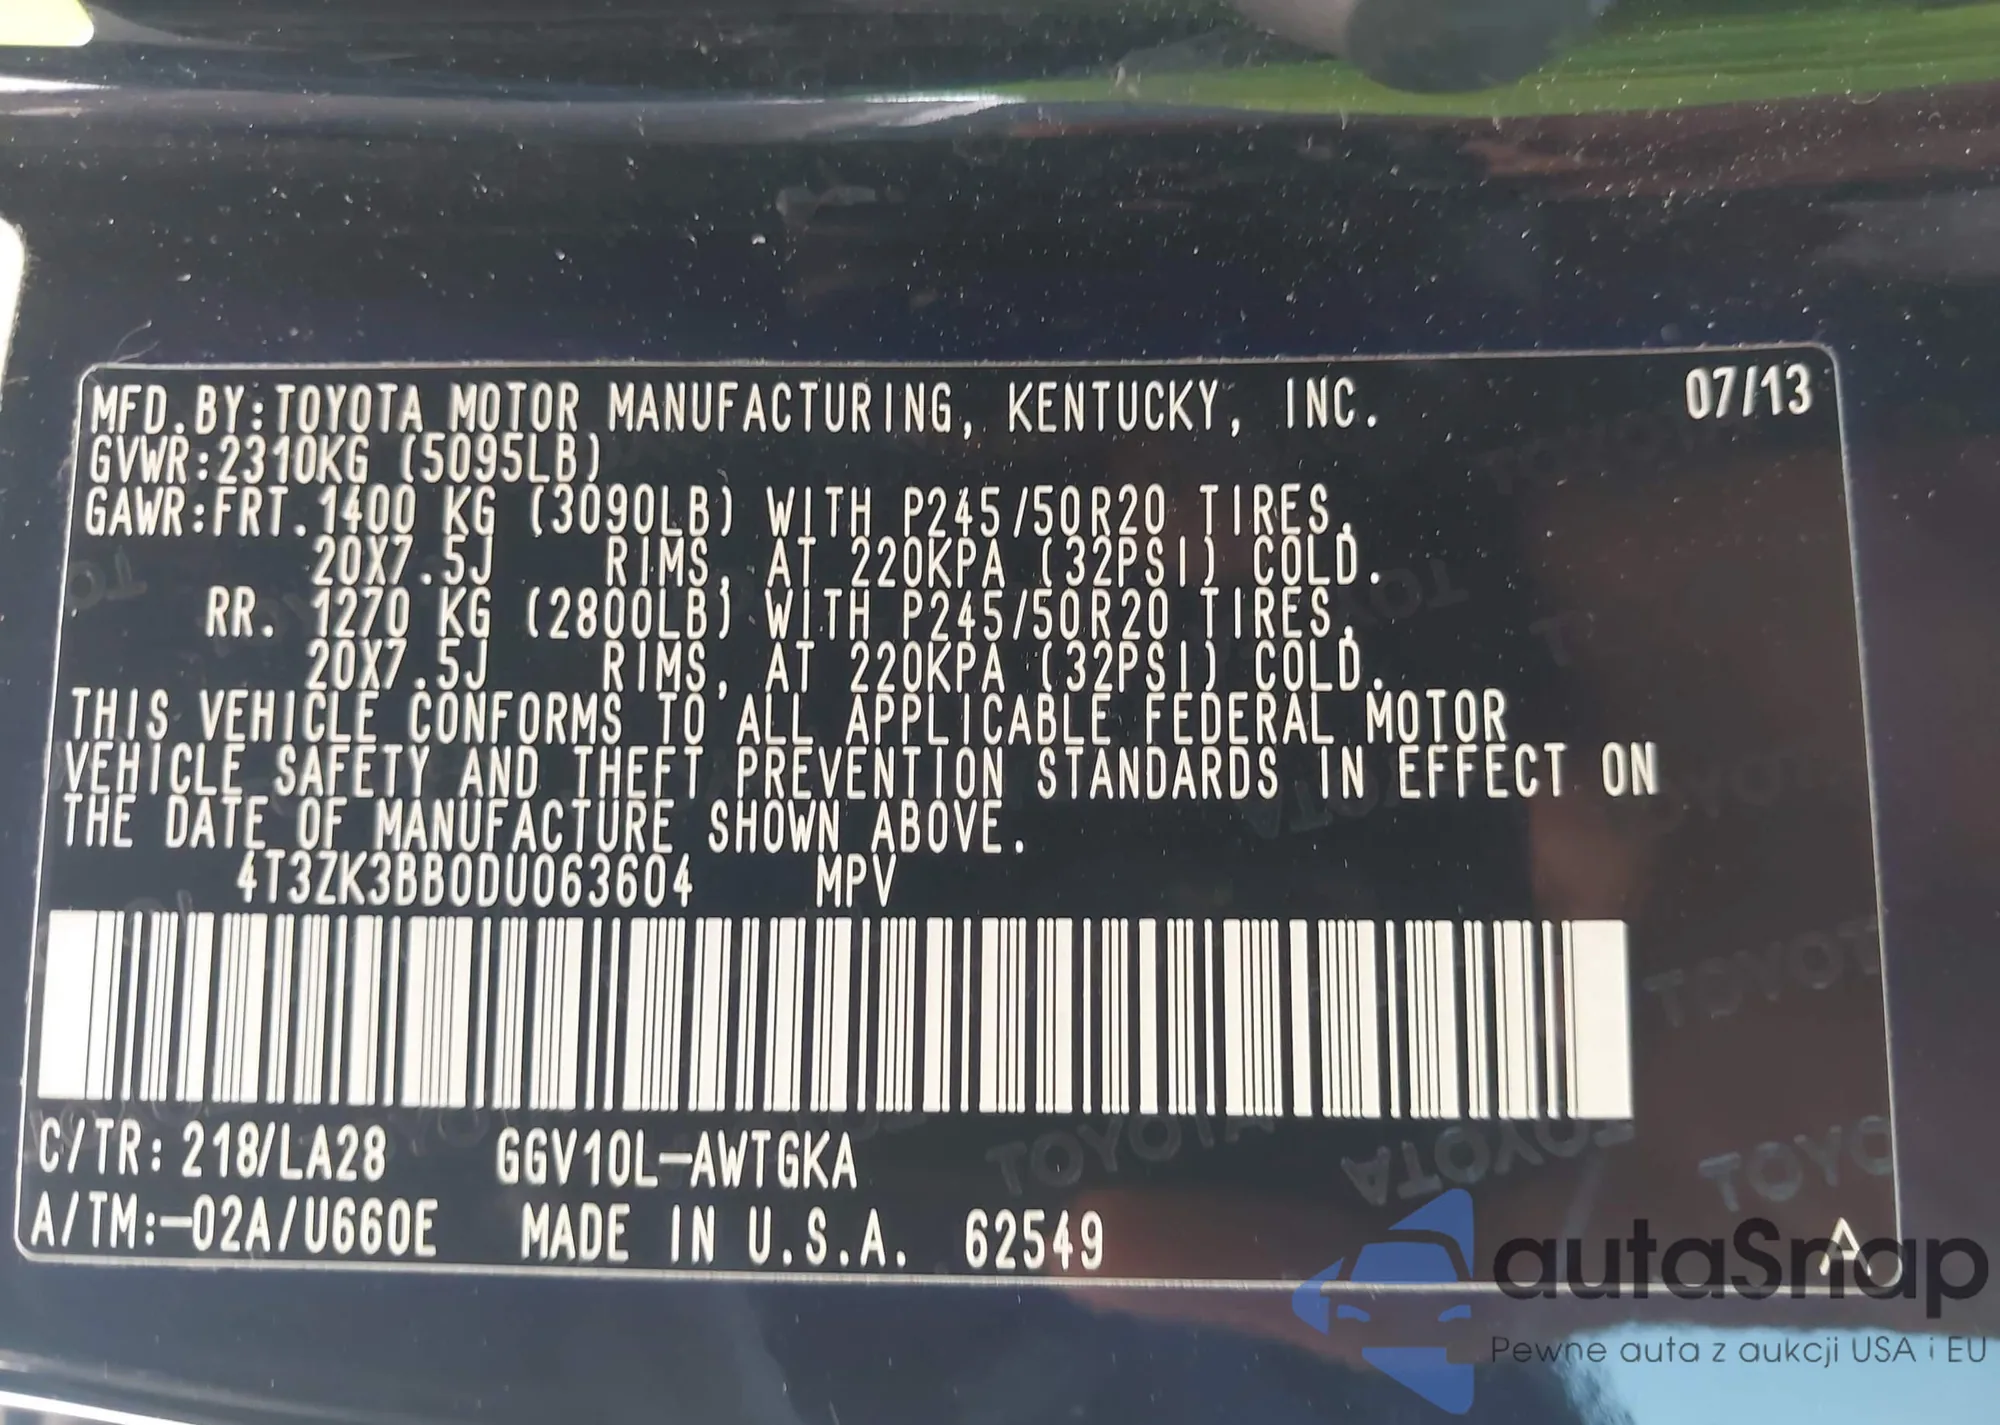 MFD.BY:TOYOTA MOTOR MANUFACTURING, KENTUCKY, INC. 07/13
GVWR:2310KG (5095LB)
GAWR:FRT.1400 KG (3090LB) WITH P245/50R20 TIRES,
20X7.5J RIMS, AT 220KPA (32PSI) COLD.
RR. 1270 KG (2800LB) WITH P245/50R20 TIRES,
20X7.5J RIMS, AT 220KPA (32PSI) COLD.
THIS VEHICLE CONFORMS TO ALL APPLICABLE FEDERAL MOTOR
VEHICLE SAFETY AND THEFT PREVENTION STANDARDS IN EFFECT ON
THE DATE OF MANUFACTURE SHOWN ABOVE.
4T3ZK3BB0DU063604 MPV
C/TR: 218/LA28 GGV10L-AWTGKA
A/TM:-02A/U660E MADE IN U.S.A. 62549 A
TOYOTA
autaSnap
Pewne auta z aukcji USA i EU